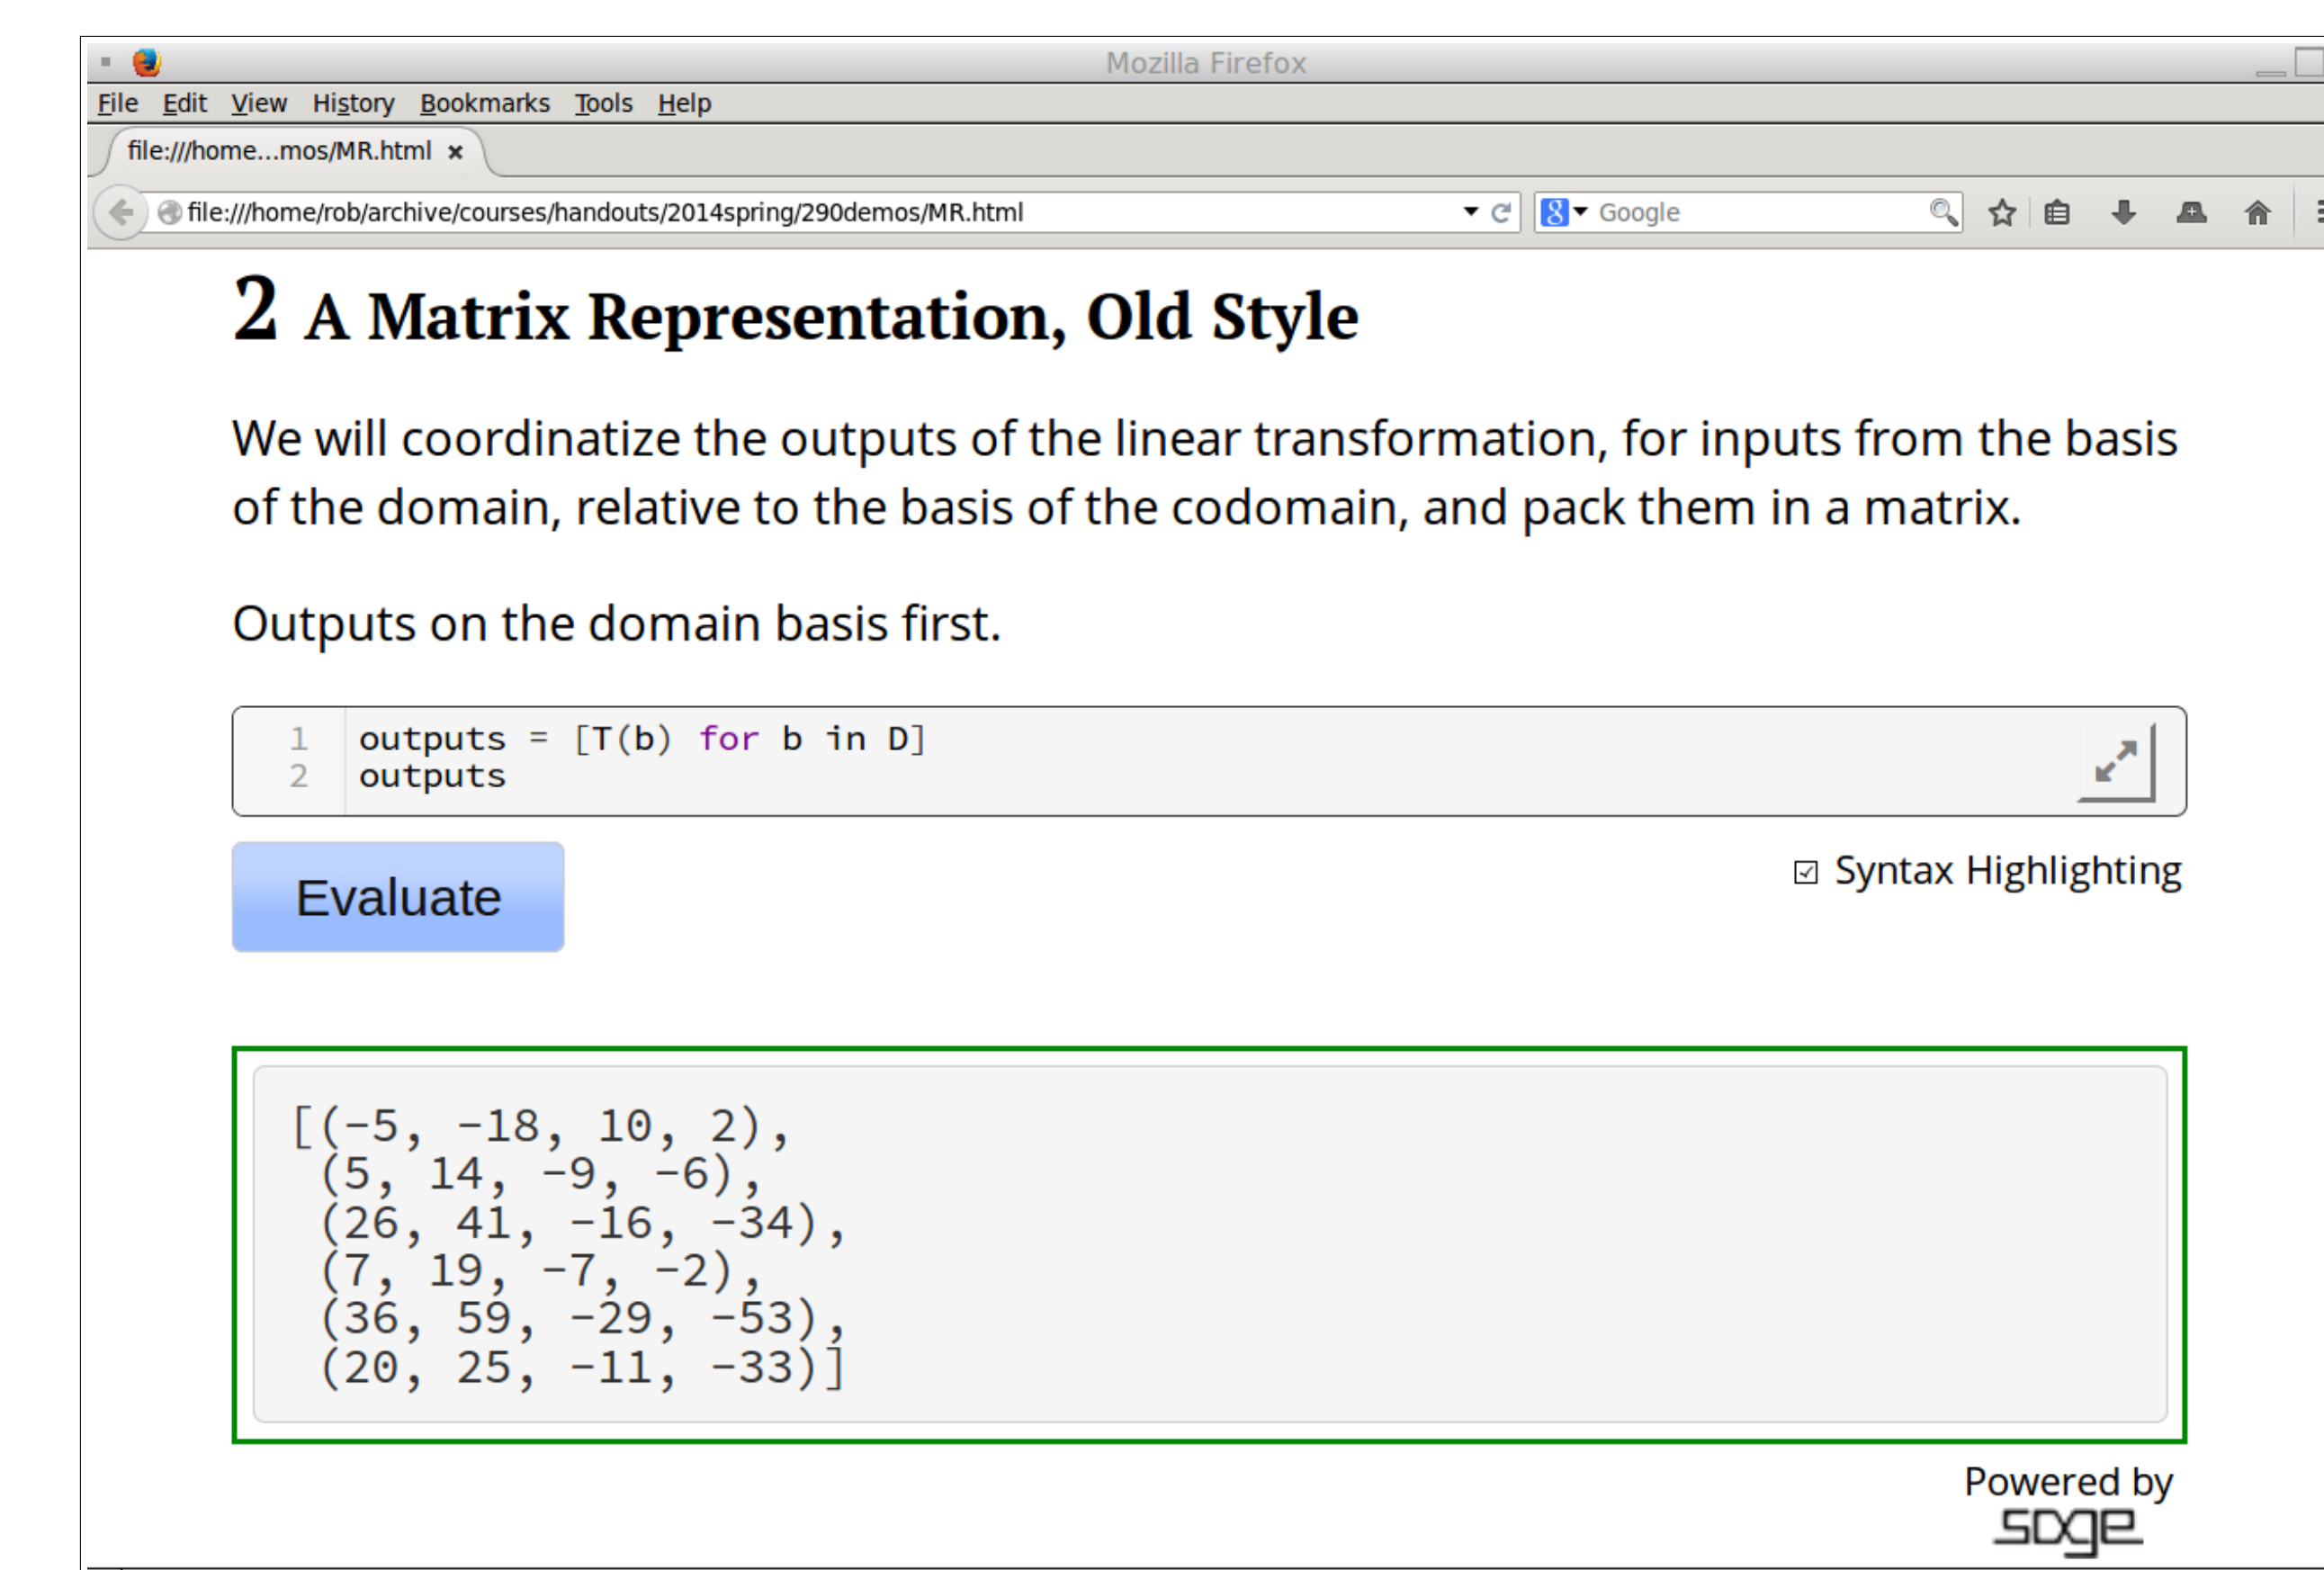 Mozilla Firefox
File Edit View History Bookmarks Tools Help
file:///home...mos/MR.html
file:///home/rob/archive/courses/handouts/2014spring/290demos/MR.html
Google
2 A Matrix Representation, Old Style
We will coordinatize the outputs of the linear transformation, for inputs from the basis
of the domain, relative to the basis of the codomain, and pack them in a matrix.
Outputs on the domain basis first.
1 outputs = [T(b) for b in D]
2 outputs
Evaluate
Syntax Highlighting
[(-5, -18, 10, 2),
(5, 14, -9, -6),
(26, 41, -16, -34),
(7, 19, -7, -2),
(36, 59, -29, -53),
(20, 25, -11, -33)]
Powered by
sage